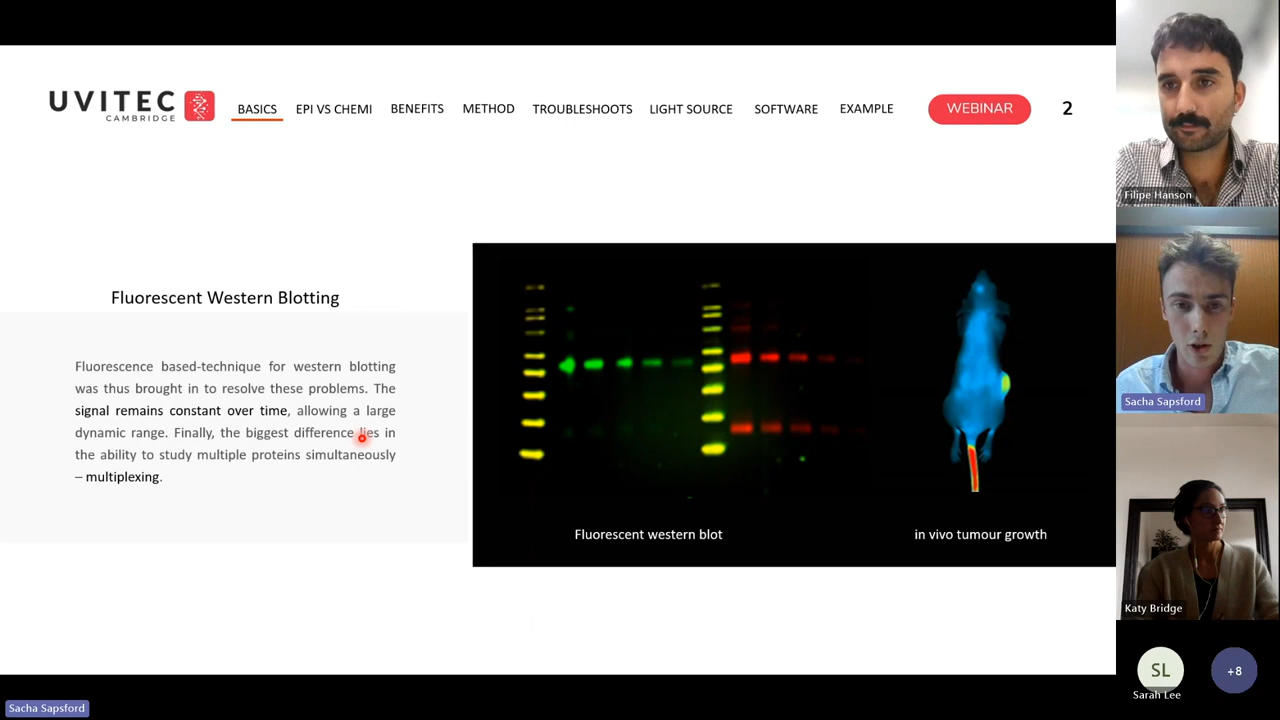 UVITEC
CAMBRIDGE
BASICS
EPI VS CHEMI
BENEFITS
METHOD
TROUBLESHOOTS
LIGHT SOURCE
SOFTWARE
EXAMPLE
WEBINAR
2
Fluorescent Western Blotting
Fluorescence based-technique for western blotting
was thus brought in to resolve these problems. The
signal remains constant over time, allowing a large
dynamic range. Finally, the biggest difference lies in
the ability to study multiple proteins simultaneously
– multiplexing.
Fluorescent western blot
in vivo tumour growth
Filipe Hanson
Sacha Sapsford
Katy Bridge
SL
Sarah Lee
+8
Sacha Sapsford